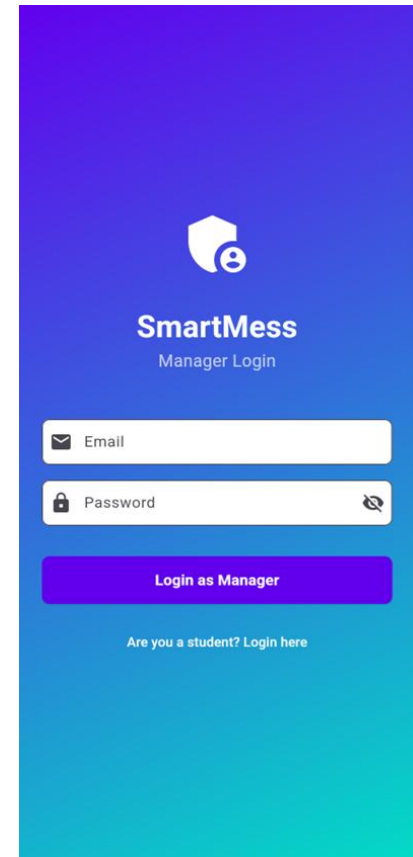 SmartMess
Manager Login
Email
Password
Login as Manager
Are you a student? Login here